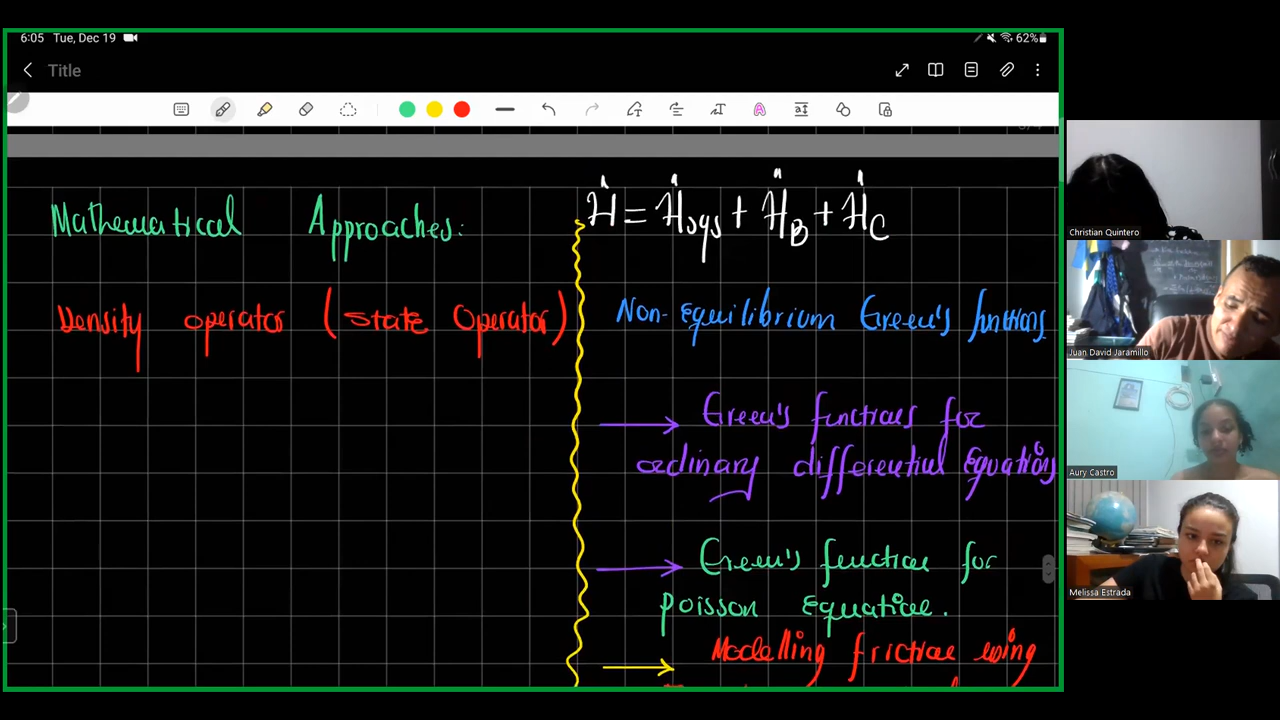 6:05 Tue, Dec 19
62%
Title
Mathematical Approaches:
Ĥ = Ĥsys + ĤB + ĤC
Density operator (State Operator)
Non-Equilibrium Green's functions.
Green's functions for
ordinary differential Equations
Green's function for
Poisson Equation.
Modelling friction using
Christian Quintero
Juan David Jaramillo
Aury Castro
Melissa Estrada